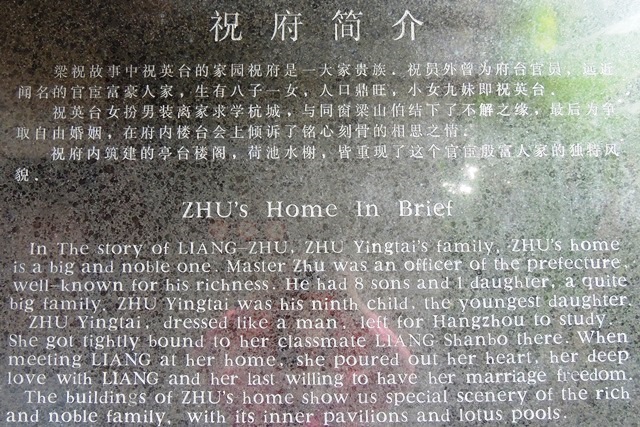 祝府简介
梁祝故事中祝英台的家园祝府是一大家贵族．祝员外曾为府台官员，远近
闻名的官宦富豪人家，生有八子一女，人口鼎旺，小女九妹即祝英台．
祝英台女扮男装离家求学杭城，与同窗梁山伯结下了不解之缘，最后为争
取自由婚姻，在府内楼台会上倾诉了铭心刻骨的相思之情．
祝府内筑建的亭台楼阁，荷池水榭，皆重现了这个官宦殷富人家的独特风
貌．
ZHU's Home In Brief
In The story of LIANG-ZHU, ZHU Yingtai's family, ZHU's home
is a big and noble one. Master Zhu was an officer of the prefecture,
well-known for his richness. He had 8 sons and 1 daughter, a quite
big family. ZHU Yingtai was his ninth child, the youngest daughter.
ZHU Yingtai, dressed like a man, left for Hangzhou to study.
She got tightly bound to her classmate LIANG Shanbo there. When
meeting LIANG at her home, she poured out her heart, her deep
love with LIANG and her last willing to have her marriage freedom.
The buildings of ZHU's home show us special scenery of the rich
and noble family, with its inner pavilions and lotus pools.